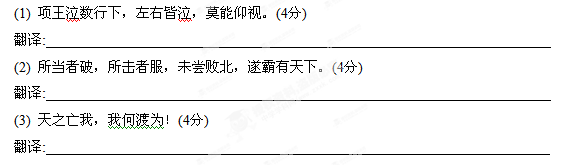 (1) 项王泣数行下，左右皆泣，莫能仰视。(4分)
翻译:
(2) 所当者破，所击者服，未尝败北，遂霸有天下。(4分)
翻译:
(3) 天之亡我，我何渡为！(4分)
翻译: